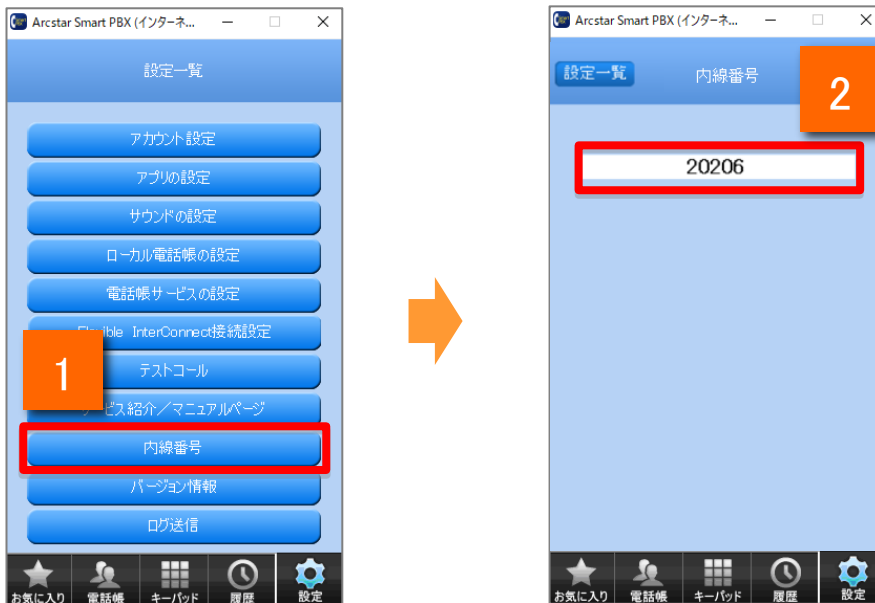 Arcstar Smart PBX (インターネ...
設定一覧
アカウント設定
アプリの設定
サウンドの設定
ローカル電話帳の設定
電話帳サービスの設定
InterConnect接続設定
1
テストコール
ビス紹介／マニュアルページ
内線番号
バージョン情報
ログ送信
お気に入り 電話帳 キーパッド 履歴 設定
Arcstar Smart PBX (インターネ...
設定一覧 内線番号
2
20206
お気に入り 電話帳 キーパッド 履歴 設定